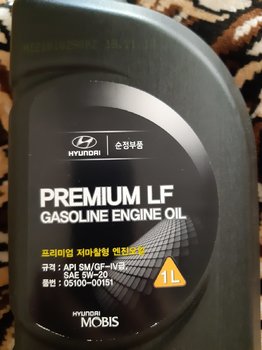 HYUNDAI
순정부품
PREMIUM LF
GASOLINE ENGINE OIL
프리미엄 저마찰형 엔진오일
규격 : API SM/GF-IV급,
SAE 5W-20
품번 : 05100-00151
1L
HYUNDAI
MOBIS